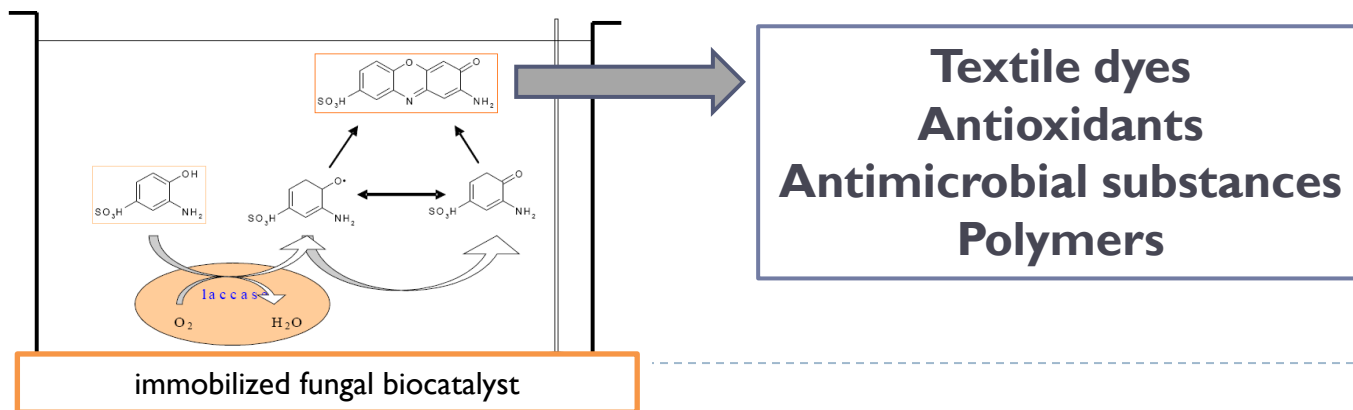 O
O
SO₃H
N
NH₂
OH
SO₃H
NH₂
O•
SO₃H
NH₂
O
SO₃H
NH₂
laccase
O₂
H₂O
immobilized fungal biocatalyst
Textile dyes
Antioxidants
Antimicrobial substances
Polymers